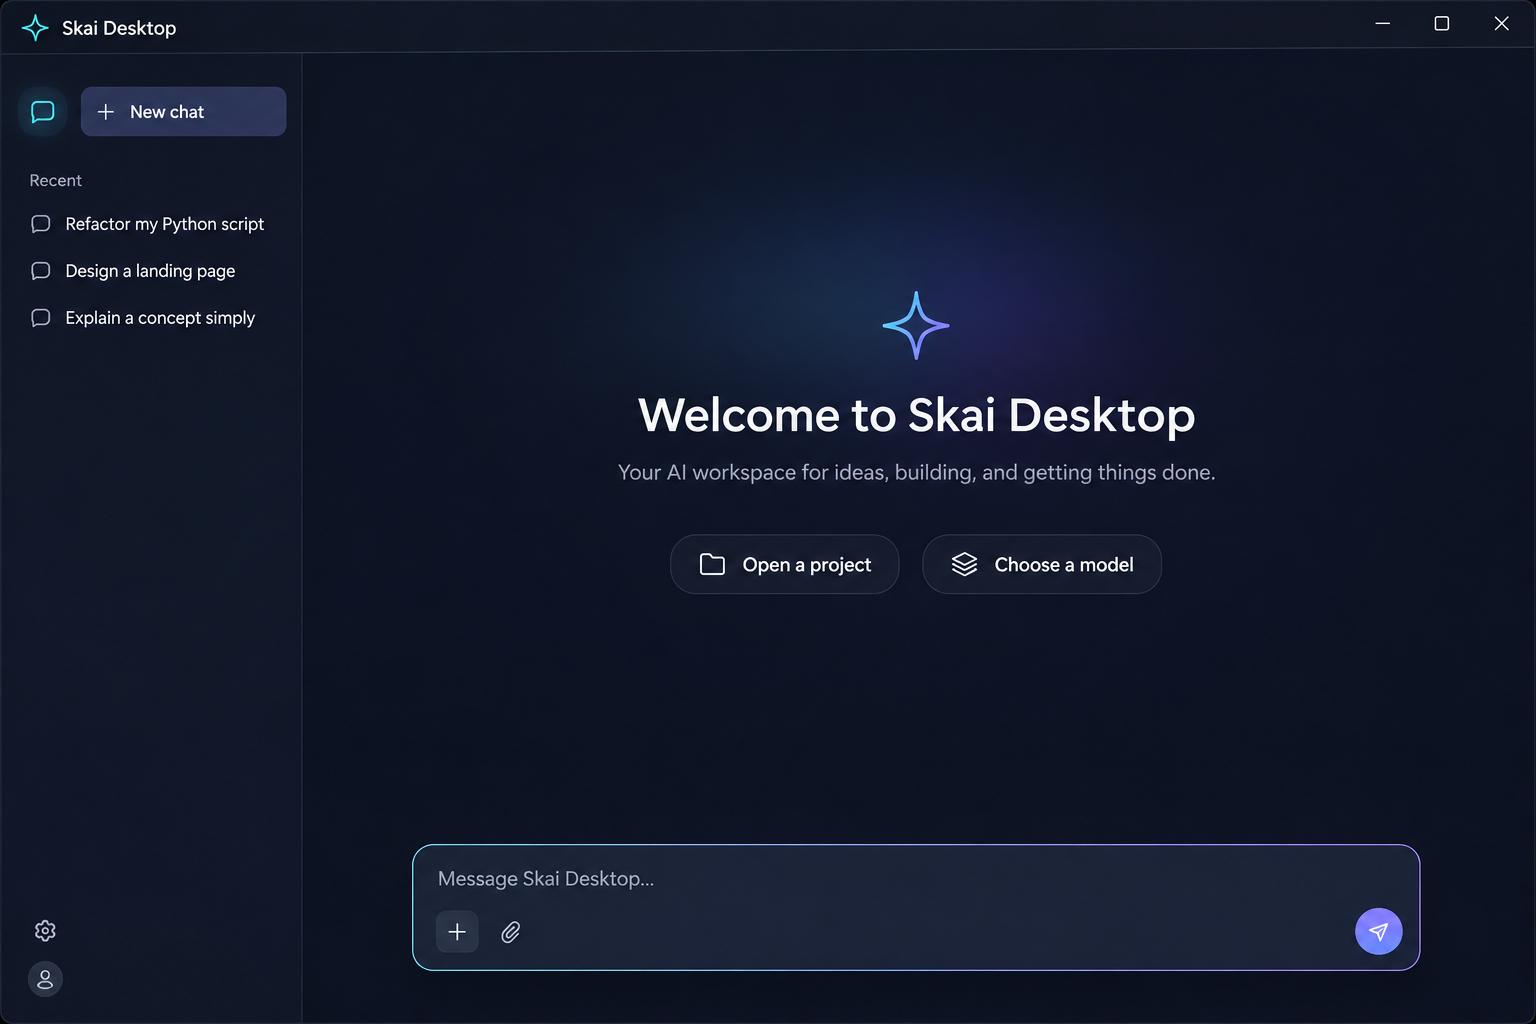 Skai Desktop
New chat
Recent
Refactor my Python script
Design a landing page
Explain a concept simply
Welcome to Skai Desktop
Your AI workspace for ideas, building, and getting things done.
Open a project
Choose a model
Message Skai Desktop...